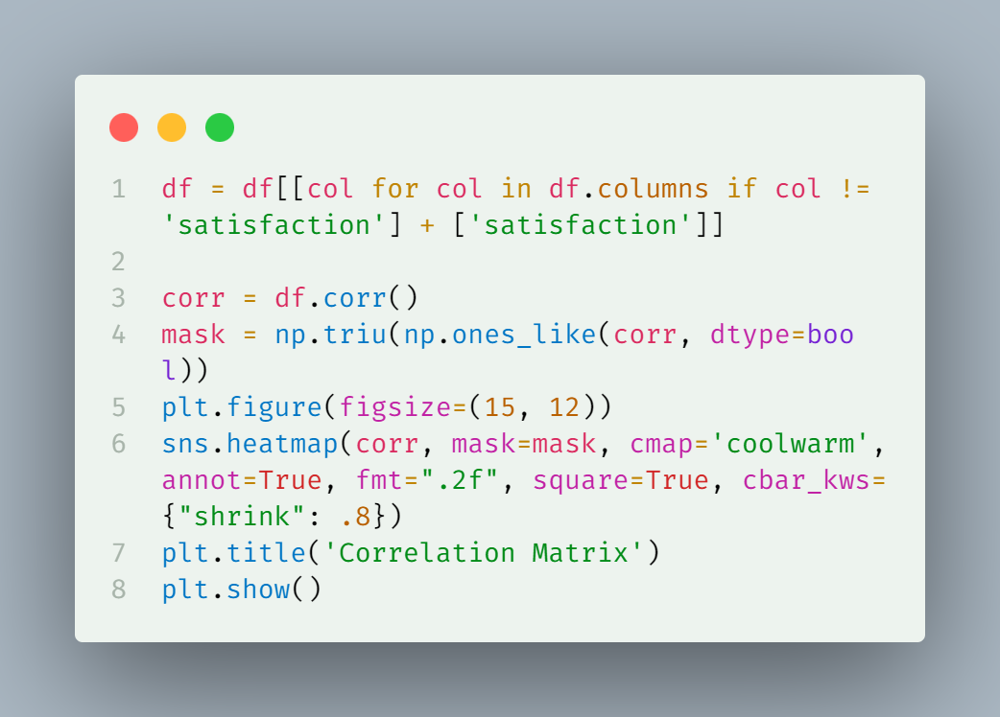 1 df = df[[col for col in df.columns if col !=
'satisfaction'] + ['satisfaction']]
2
3 corr = df.corr()
4 mask = np.triu(np.ones_like(corr, dtype=boo
l))
5 plt.figure(figsize=(15, 12))
6 sns.heatmap(corr, mask=mask, cmap='coolwarm',
annot=True, fmt=".2f", square=True, cbar_kws=
{"shrink": .8})
7 plt.title('Correlation Matrix')
8 plt.show()